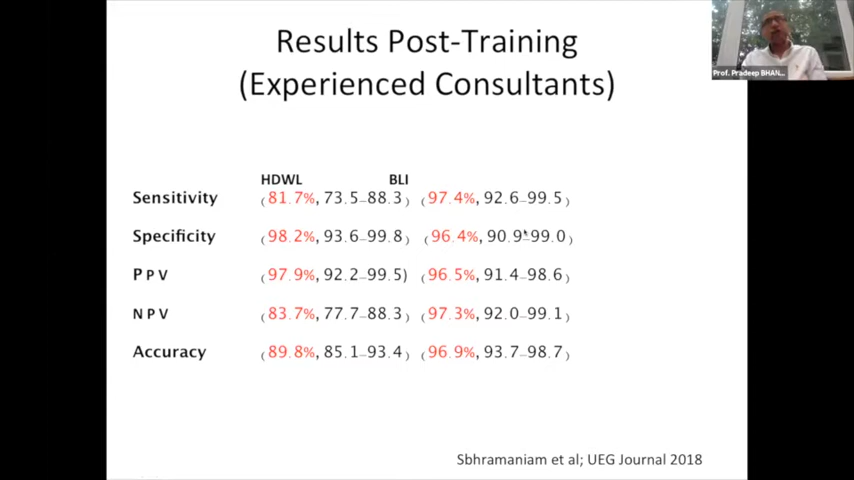 Results Post-Training
(Experienced Consultants)
Prof. Pradeep BHAN...
HDWL BLI
Sensitivity (81.7%, 73.5–88.3) (97.4%, 92.6–99.5)
Specificity (98.2%, 93.6–99.8) (96.4%, 90.9–99.0)
PPV (97.9%, 92.2–99.5) (96.5%, 91.4–98.6)
NPV (83.7%, 77.7–88.3) (97.3%, 92.0–99.1)
Accuracy (89.8%, 85.1–93.4) (96.9%, 93.7–98.7)
Sbhramaniam et al; UEG Journal 2018